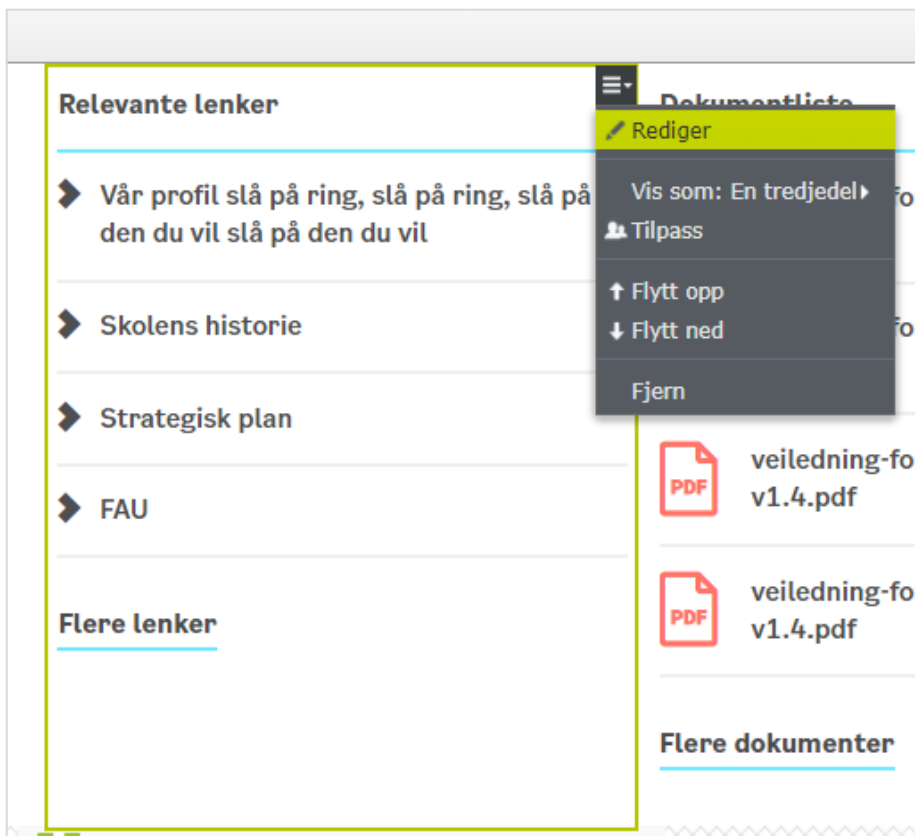 Relevante lenker
Vår profil slå på ring, slå på ring, slå på
den du vil slå på den du vil
Skolens historie
Strategisk plan
FAU
Flere lenker
Rediger
Vis som: En tredjedel
Tilpass
Flytt opp
Flytt ned
Fjern
Dokumentliste
fo
fo
PDF
veiledning-fo
v1.4.pdf
PDF
veiledning-fo
v1.4.pdf
Flere dokumenter